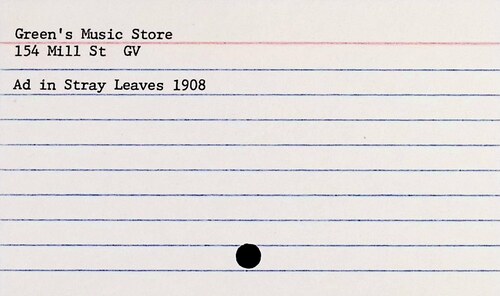 Green's Music Store
154 Mill St  GV
Ad in Stray Leaves 1908